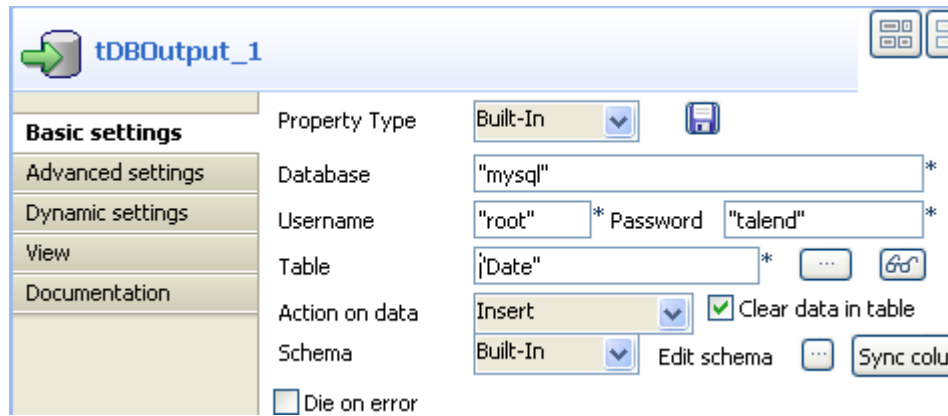 tDBOutput_1
Basic settings
Advanced settings
Dynamic settings
View
Documentation
Property Type Built-In
Database "mysql" *
Username "root" * Password "talend" *
Table "Date" * ...
Action on data Insert Clear data in table
Schema Built-In Edit schema ... Sync colu
Die on error